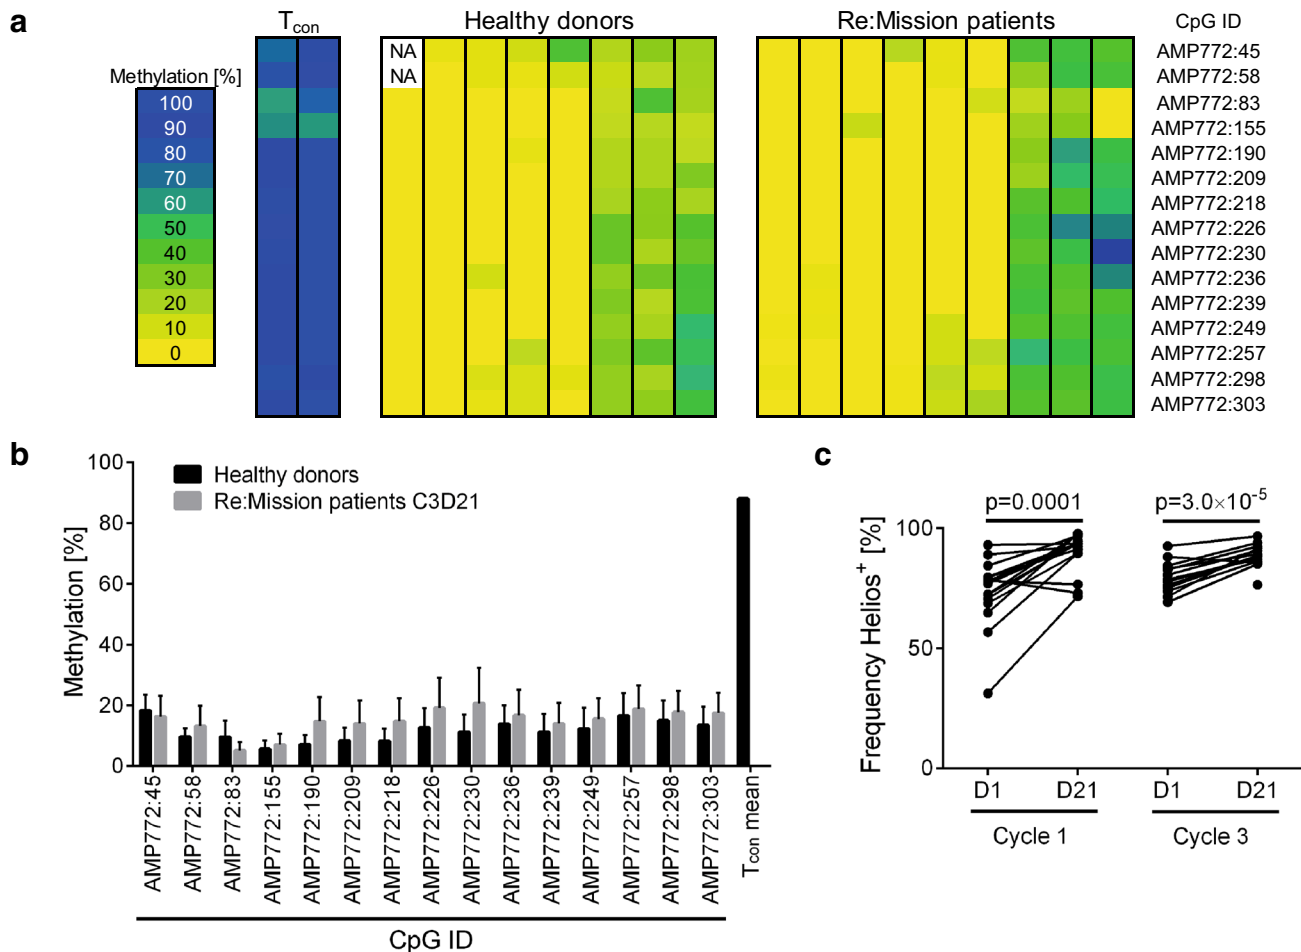 a
T_con
Healthy donors
Re:Mission patients
CpG ID
Methylation [%]
100
90
80
70
60
50
40
30
20
10
0
NA
NA
AMP772:45
AMP772:58
AMP772:83
AMP772:155
AMP772:190
AMP772:209
AMP772:218
AMP772:226
AMP772:230
AMP772:236
AMP772:239
AMP772:249
AMP772:257
AMP772:298
AMP772:303
b
Methylation [%]
100
80
60
40
20
0
Healthy donors
Re:Mission patients C3D21
AMP772:45
AMP772:58
AMP772:83
AMP772:155
AMP772:190
AMP772:209
AMP772:218
AMP772:226
AMP772:230
AMP772:236
AMP772:239
AMP772:249
AMP772:257
AMP772:298
AMP772:303
T_con mean
CpG ID
c
p=0.0001
p=3.0×10⁻⁵
Frequency Helios⁺ [%]
100
50
0
D1 D21 D1 D21
Cycle 1 Cycle 3